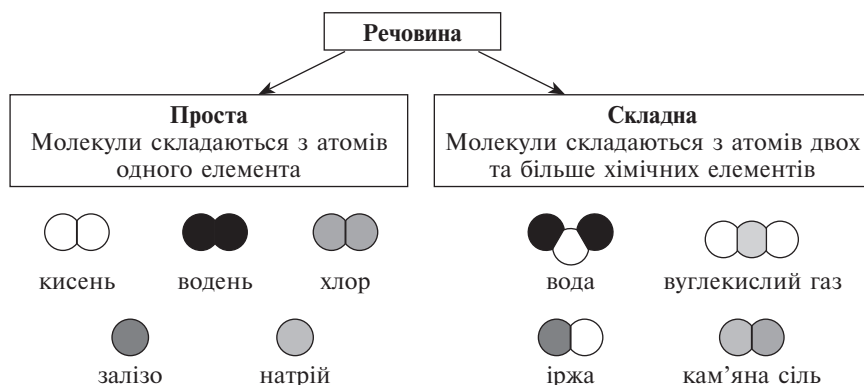 Речовина
Проста
Молекули складаються з атомів
одного елемента
Складна
Молекули складаються з атомів двох
та більше хімічних елементів
кисень
водень
хлор
вода
вуглекислий газ
залізо
натрій
іржа
кам’яна сіль